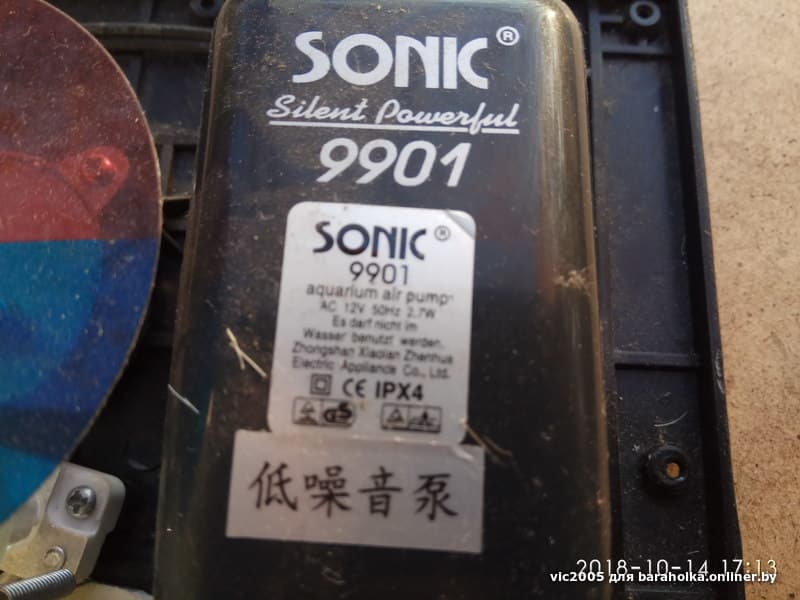 SONIC®
Silent Powerful
9901
SONIC®
9901
aquarium air pump
AC 12V 50Hz 2.7W
Es darf nicht im
Wasser benutzt werden.
Zhongshan Xiaolan Zhenhua
Electric Appliance Co., Ltd.
CE IPX4
GS
低噪音泵
2018-10-14 17:13
vic2005 для baraholka.onliner.by